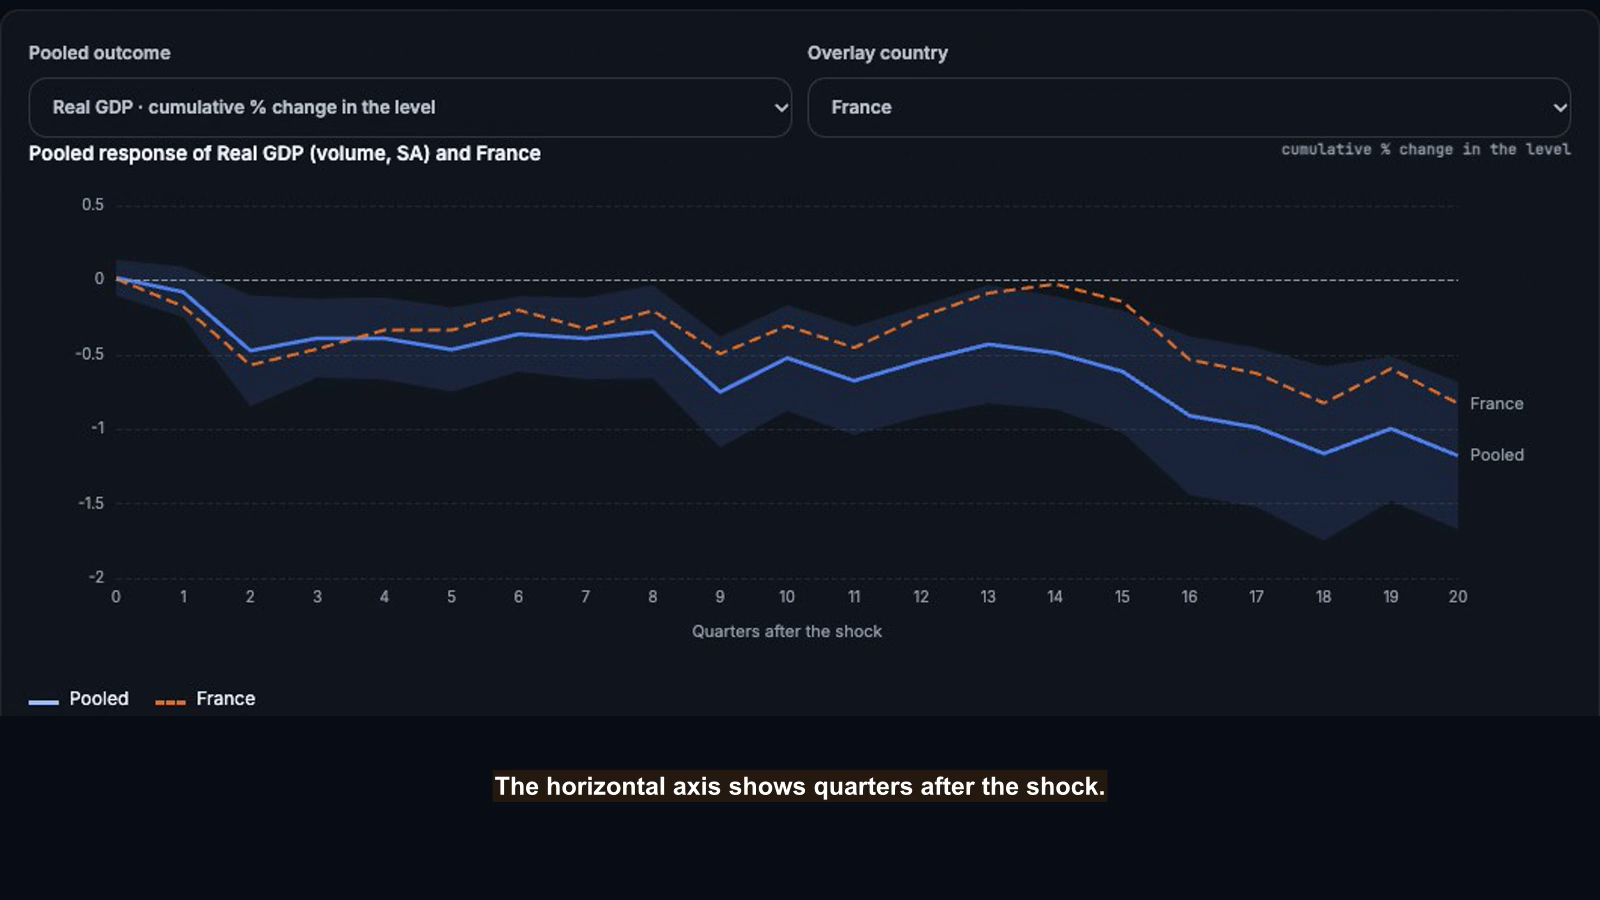 Pooled outcome
Overlay country
Real GDP · cumulative % change in the level
France
Pooled response of Real GDP (volume, SA) and France
cumulative % change in the level
0.5
0
-0.5
-1
-1.5
-2
France
Pooled
0 1 2 3 4 5 6 7 8 9 10 11 12 13 14 15 16 17 18 19 20
Quarters after the shock
Pooled France
The horizontal axis shows quarters after the shock.